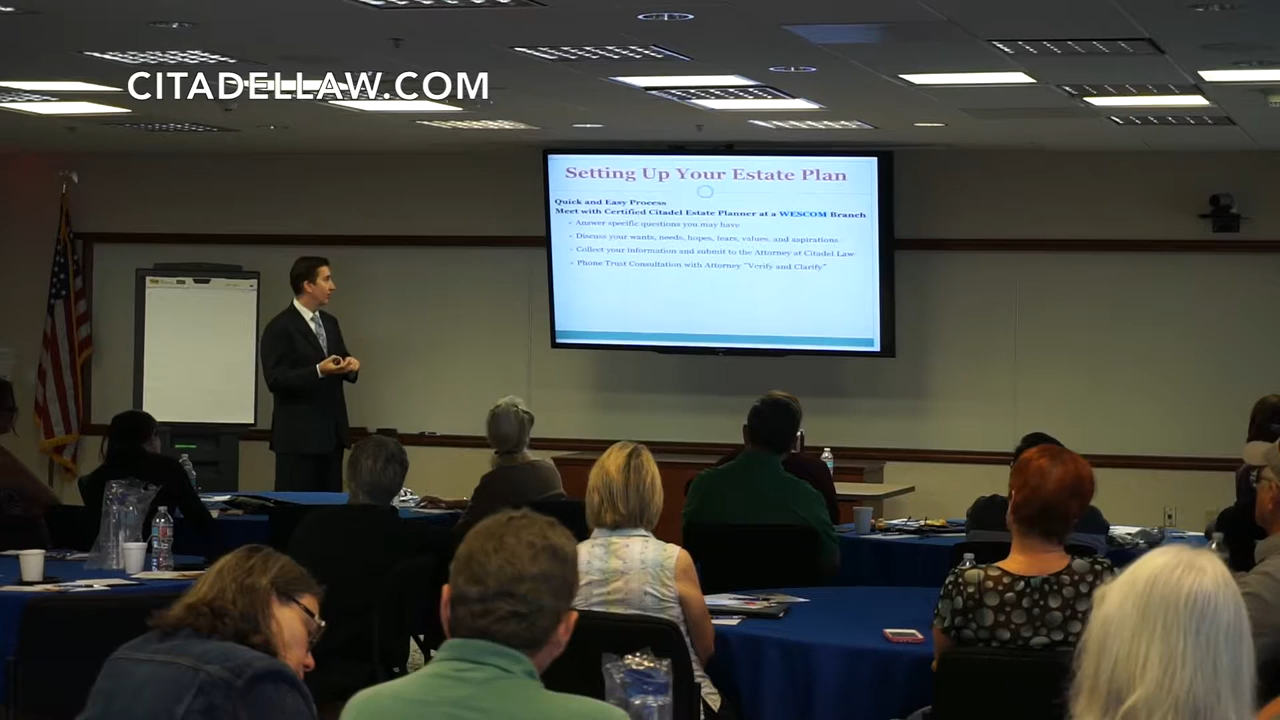 CITADELLAW.COM
Setting Up Your Estate Plan
Quick and Easy Process
Meet with Certified Citadel Estate Planner at a WESCOM Branch
Answer specific questions you may have
Discuss your wants, needs, hopes, fears, values, and aspirations
Collect your information and submit to the Attorney at Citadel Law
Phone Trust Consultation with Attorney "Verify and Clarify"